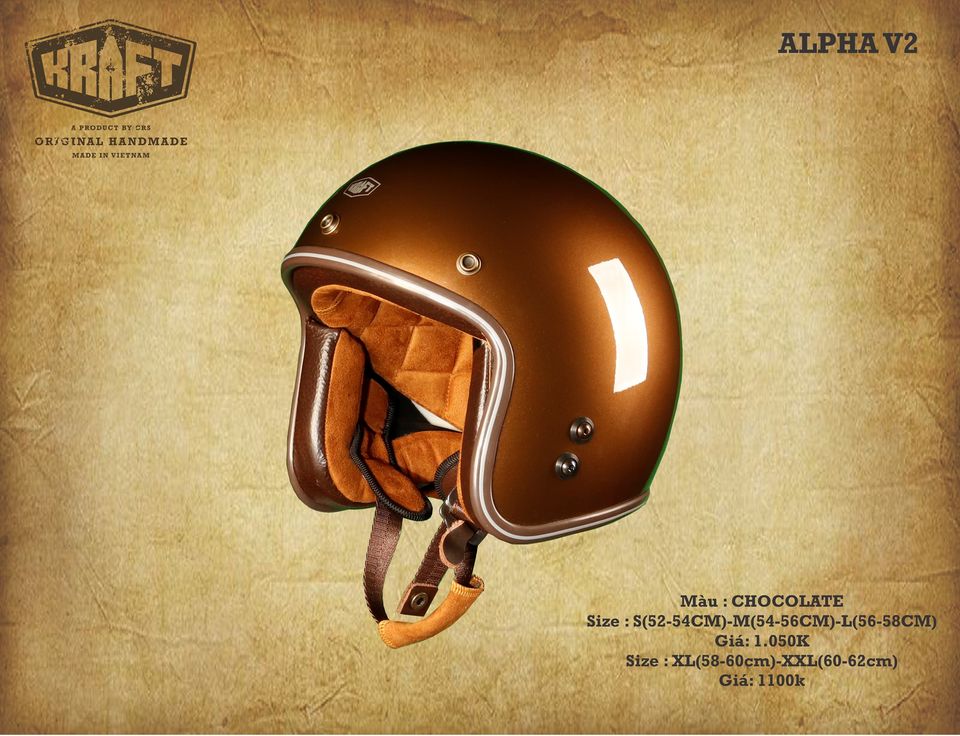 KRAFT
A PRODUCT BY CRS
ORIGINAL HANDMADE
MADE IN VIETNAM
ALPHA V2
KRAFT
Màu : CHOCOLATE
Size : S(52-54CM)-M(54-56CM)-L(56-58CM)
Giá: 1.050K
Size : XL(58-60cm)-XXL(60-62cm)
Giá: 1100k